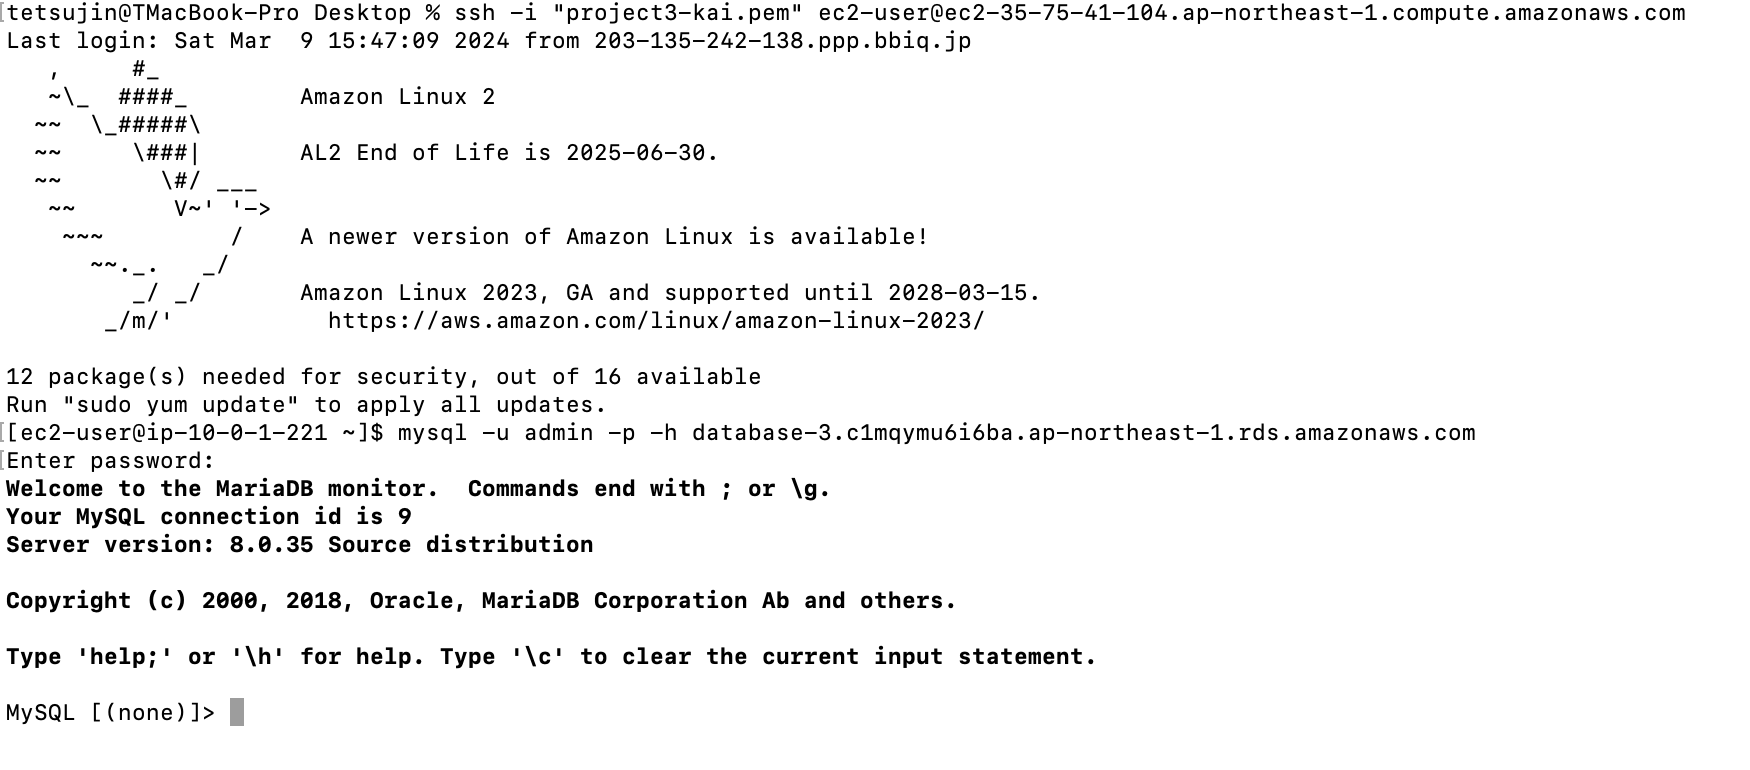 tetsujin@TMacBook-Pro Desktop % ssh -i "project3-kai.pem" ec2-user@ec2-35-75-41-104.ap-northeast-1.compute.amazonaws.com
Last login: Sat Mar  9 15:47:09 2024 from 203-135-242-138.ppp.bbiq.jp
   ,     #_
   ~\_  ####_        Amazon Linux 2
  ~~  \_#####\
  ~~     \###|       AL2 End of Life is 2025-06-30.
  ~~       \#/ ___
   ~~       V~' '->
    ~~~         /    A newer version of Amazon Linux is available!
      ~~._.   _/
         _/ _/       Amazon Linux 2023, GA and supported until 2028-03-15.
       _/m/'           https://aws.amazon.com/linux/amazon-linux-2023/
12 package(s) needed for security, out of 16 available
Run "sudo yum update" to apply all updates.
[ec2-user@ip-10-0-1-221 ~]$ mysql -u admin -p -h database-3.c1mqymu6i6ba.ap-northeast-1.rds.amazonaws.com
Enter password:
Welcome to the MariaDB monitor.  Commands end with ; or \g.
Your MySQL connection id is 9
Server version: 8.0.35 Source distribution
Copyright (c) 2000, 2018, Oracle, MariaDB Corporation Ab and others.
Type 'help;' or '\h' for help. Type '\c' to clear the current input statement.
MySQL [(none)]>